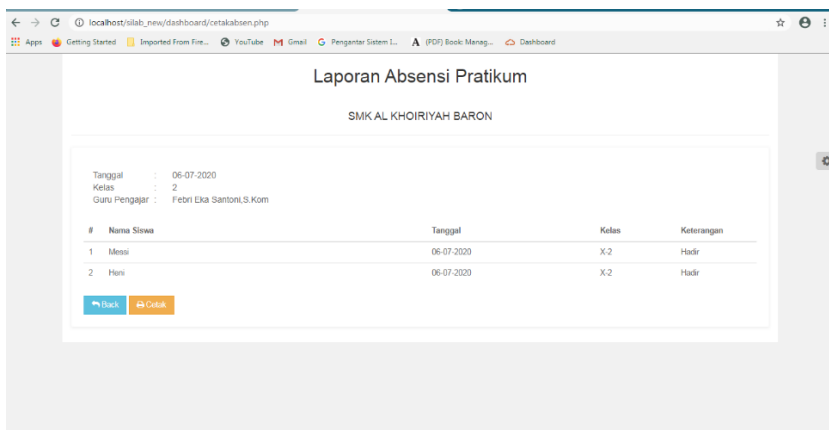 localhost/silab_new/dashboard/cetakabsen.php
Apps Getting Started Imported From Fire... YouTube Gmail Pengantar Sistem I... (PDF) Book: Manag... Dashboard
Laporan Absensi Pratikum
SMK AL KHOIRIYAH BARON
Tanggal : 06-07-2020
Kelas : 2
Guru Pengajar : Febri Eka Santoni,S.Kom
# Nama Siswa Tanggal Kelas Keterangan
1 Messi 06-07-2020 X-2 Hadir
2 Heni 06-07-2020 X-2 Hadir
Back Cetak